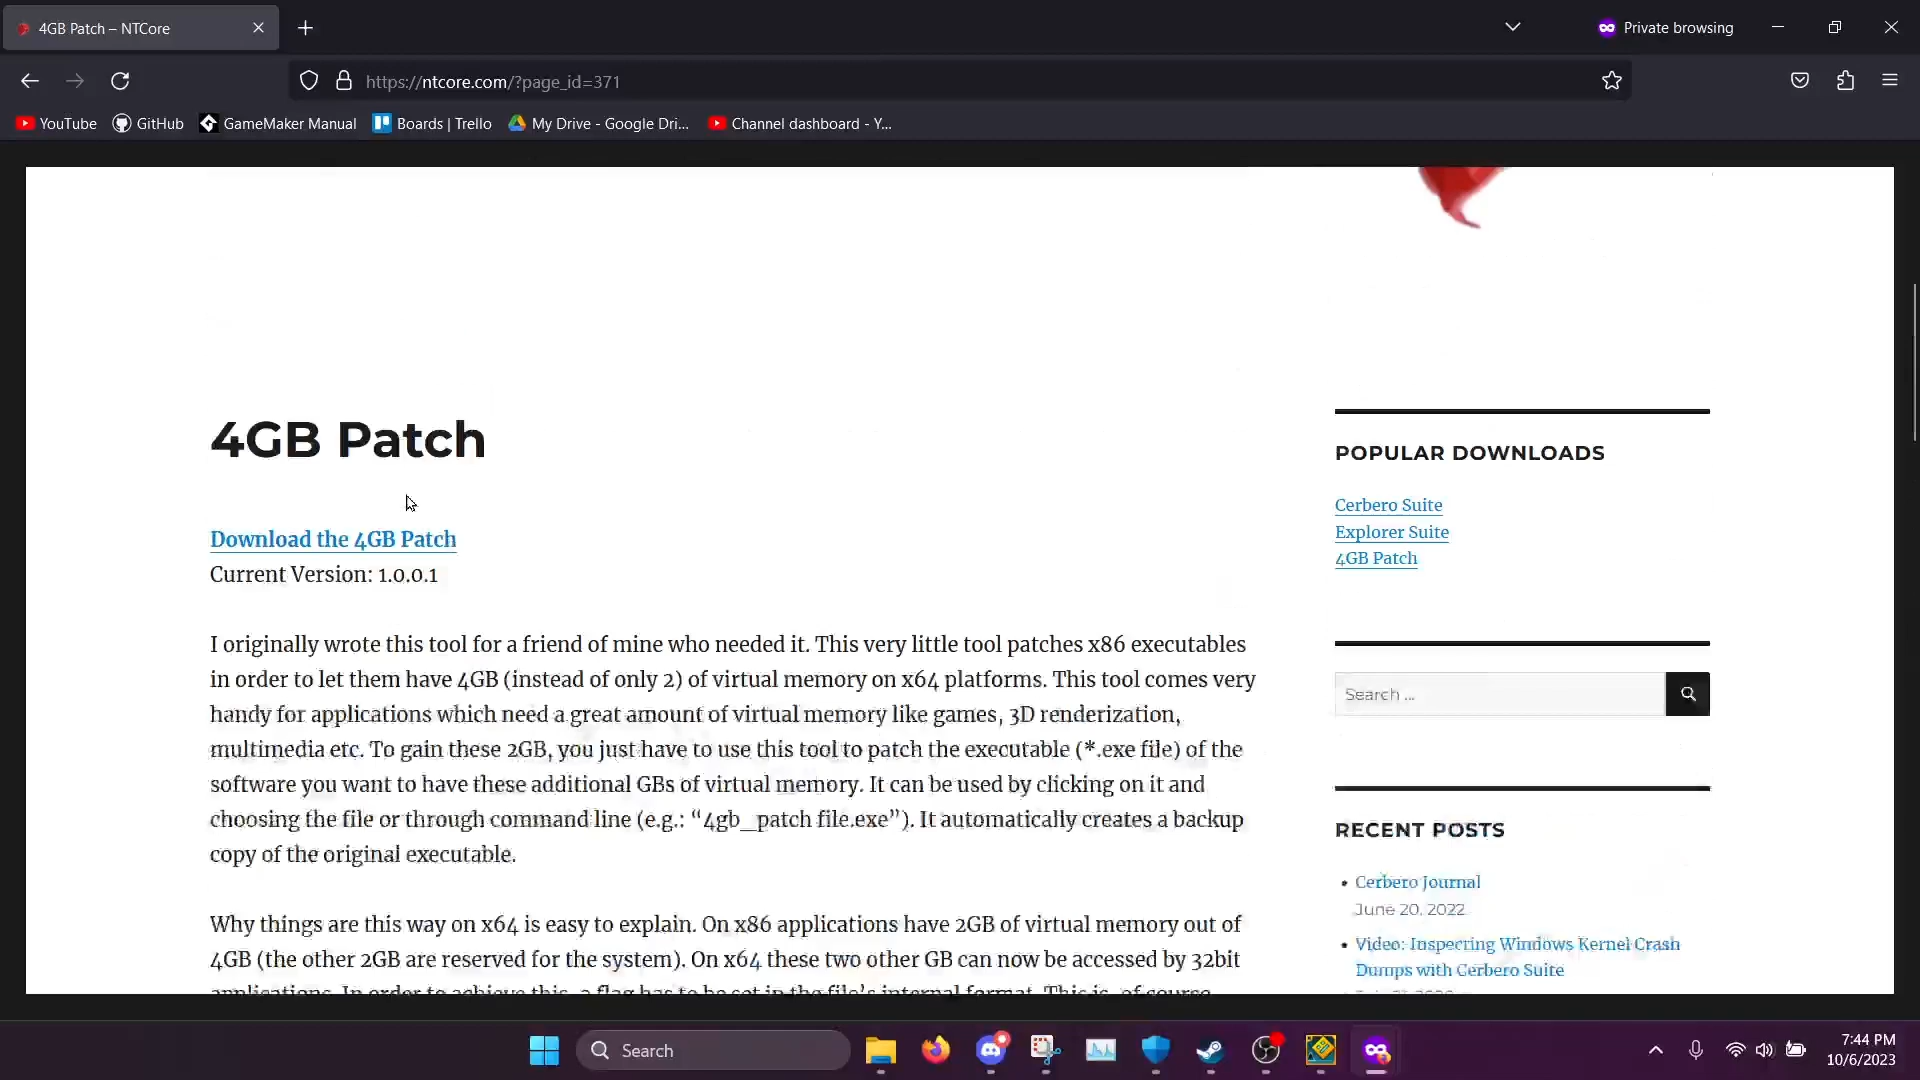 4GB Patch – NTCore
Private browsing
https://ntcore.com/?page_id=371
YouTube
GitHub
GameMaker Manual
Boards | Trello
My Drive - Google Dri...
Channel dashboard - Y...
4GB Patch
Download the 4GB Patch
Current Version: 1.0.0.1
I originally wrote this tool for a friend of mine who needed it. This very little tool patches x86 executables
in order to let them have 4GB (instead of only 2) of virtual memory on x64 platforms. This tool comes very
handy for applications which need a great amount of virtual memory like games, 3D renderization,
multimedia etc. To gain these 2GB, you just have to use this tool to patch the executable (*.exe file) of the
software you want to have these additional GBs of virtual memory. It can be used by clicking on it and
choosing the file or through command line (e.g.: “4gb_patch file.exe”). It automatically creates a backup
copy of the original executable.
Why things are this way on x64 is easy to explain. On x86 applications have 2GB of virtual memory out of
4GB (the other 2GB are reserved for the system). On x64 these two other GB can now be accessed by 32bit
applications. In order to achieve this, a flag has to be set in the file’s internal format. This is, of course,
POPULAR DOWNLOADS
Cerbero Suite
Explorer Suite
4GB Patch
Search ...
RECENT POSTS
Cerbero Journal
June 20, 2022
Video: Inspecting Windows Kernel Crash
Dumps with Cerbero Suite
Search
7:44 PM
10/6/2023